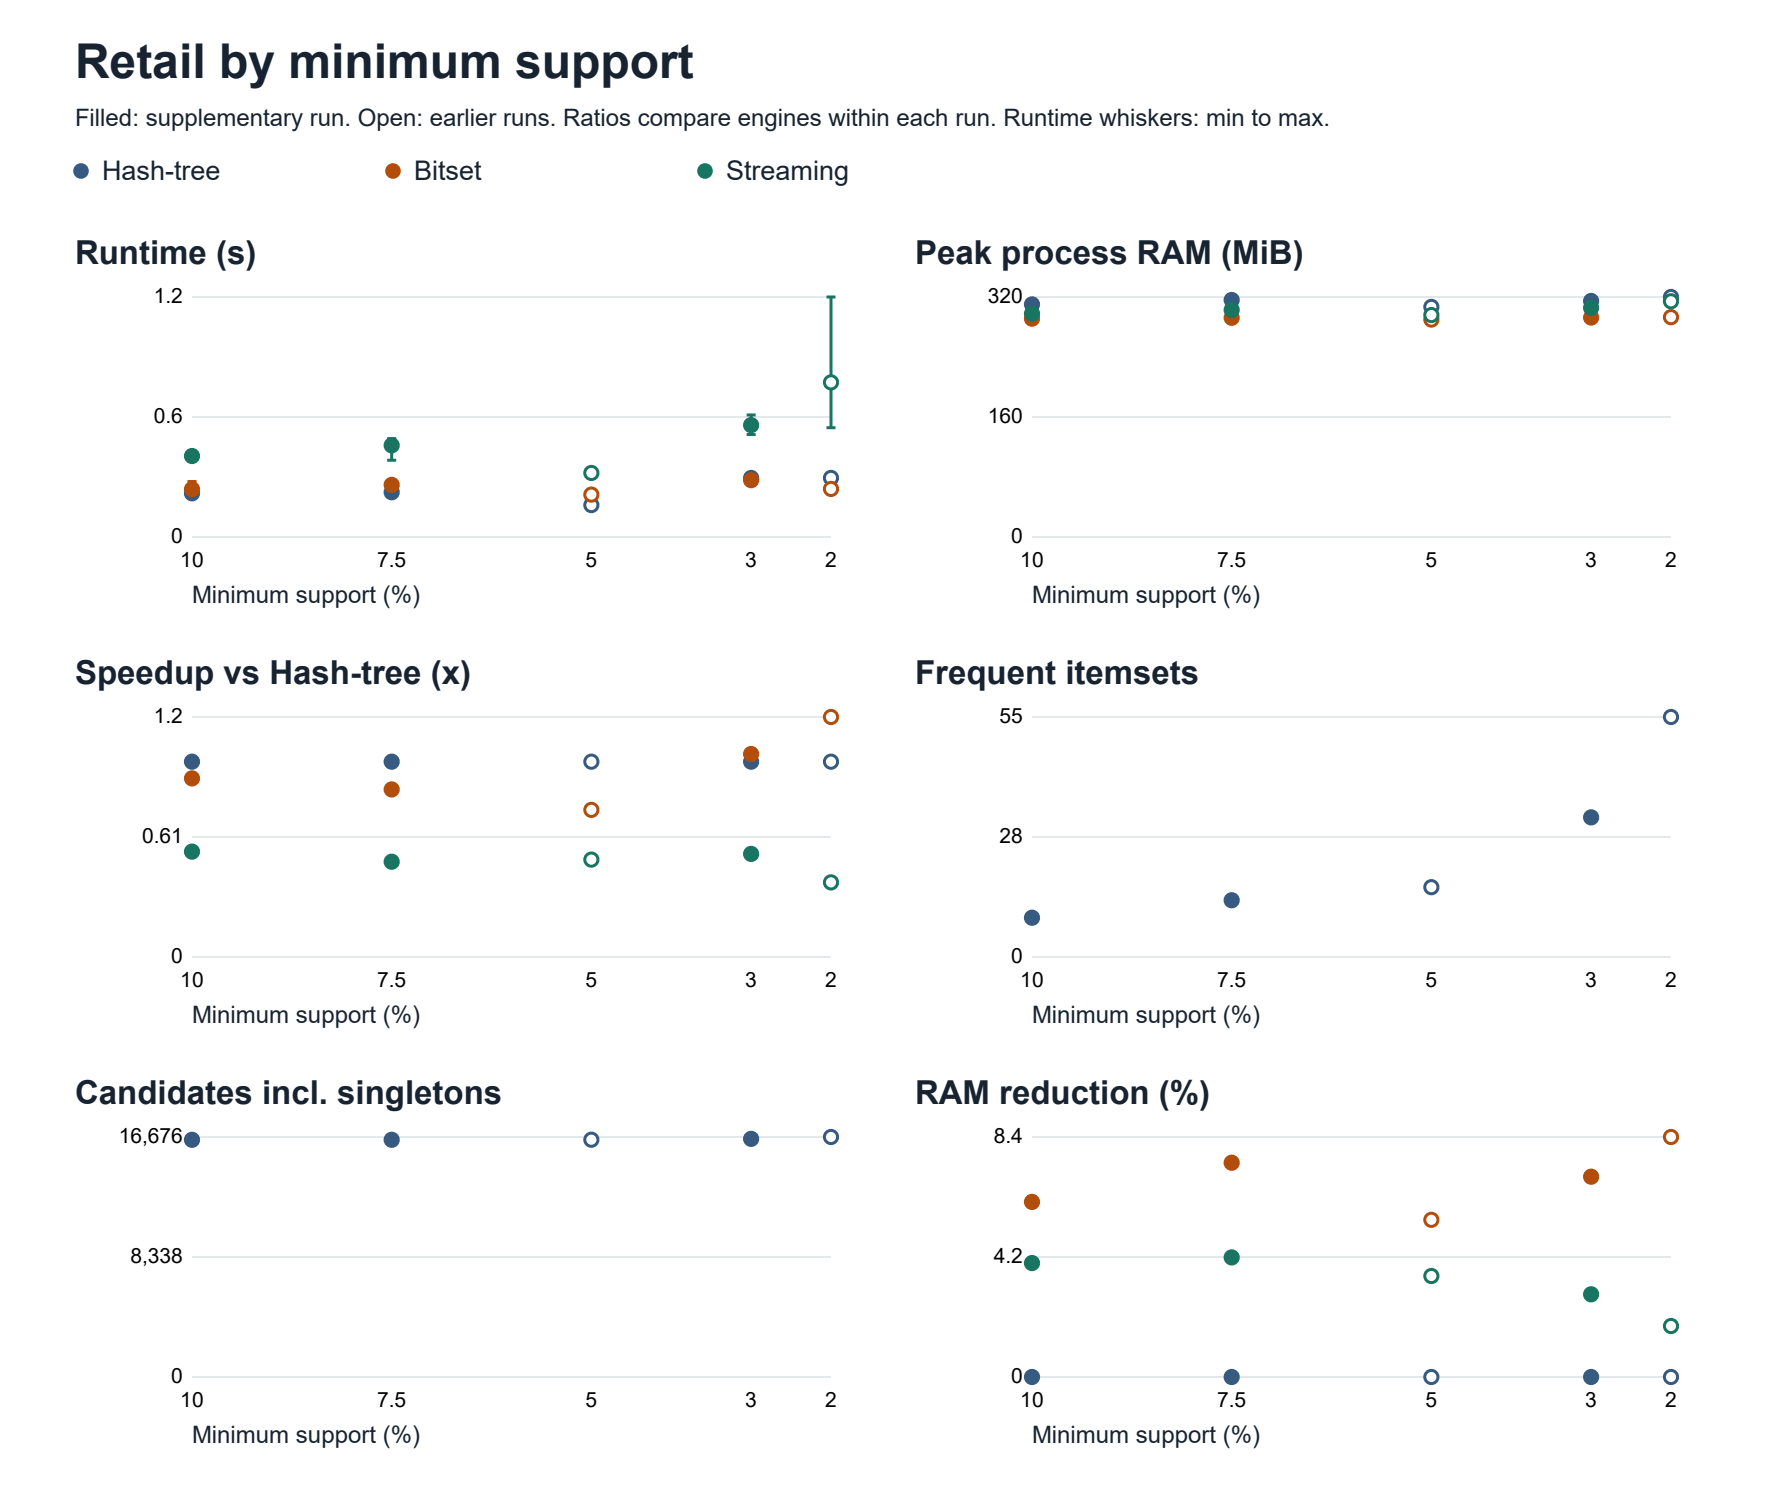 Retail by minimum support
Filled: supplementary run. Open: earlier runs. Ratios compare engines within each run. Runtime whiskers: min to max.
Hash-tree Bitset Streaming
Runtime (s)
1.2
0.6
0
10 7.5 5 3 2
Minimum support (%)
Peak process RAM (MiB)
320
160
0
10 7.5 5 3 2
Minimum support (%)
Speedup vs Hash-tree (x)
1.2
0.61
0
10 7.5 5 3 2
Minimum support (%)
Frequent itemsets
55
28
0
10 7.5 5 3 2
Minimum support (%)
Candidates incl. singletons
16,676
8,338
0
10 7.5 5 3 2
Minimum support (%)
RAM reduction (%)
8.4
4.2
0
10 7.5 5 3 2
Minimum support (%)